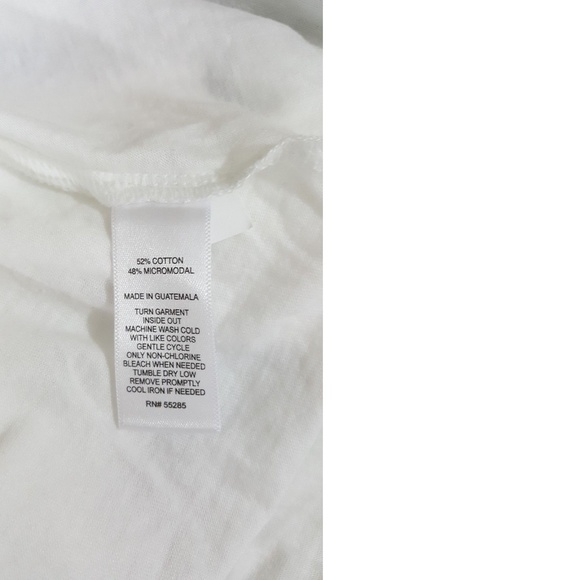 52% COTTON
48% MICROMODAL
MADE IN GUATEMALA
TURN GARMENT
INSIDE OUT
MACHINE WASH COLD
WITH LIKE COLORS
GENTLE CYCLE
ONLY NON-CHLORINE
BLEACH WHEN NEEDED
TUMBLE DRY LOW
REMOVE PROMPTLY
COOL IRON IF NEEDED
RN# 55285